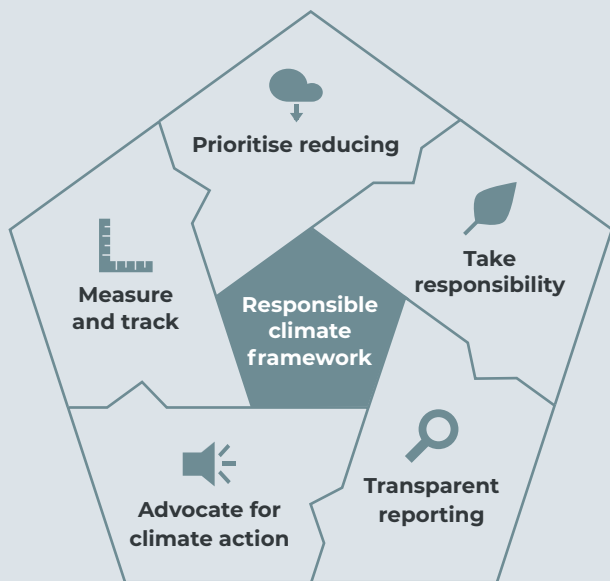 Prioritise reducing
Take
responsibility
Measure
and track
Responsible
climate
framework
Transparent
reporting
Advocate for
climate action